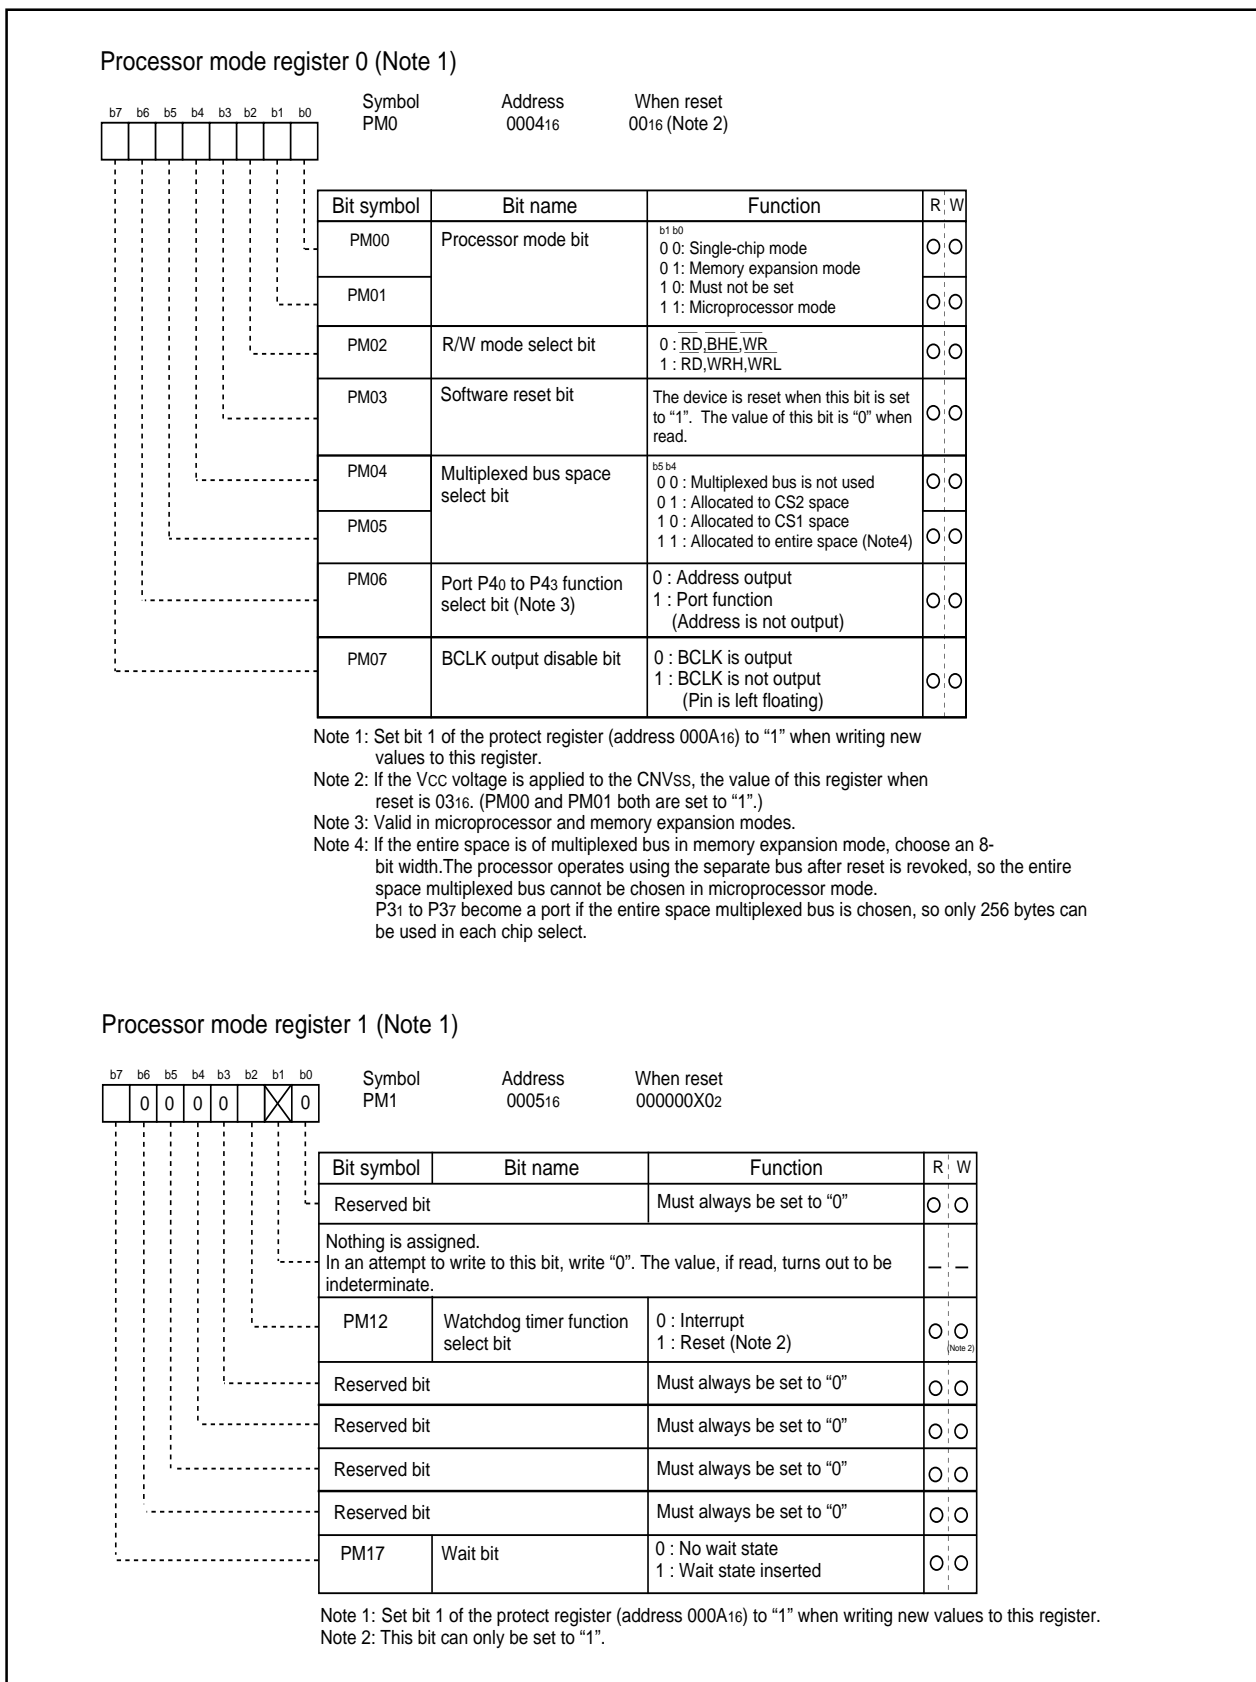 Processor mode register 0 (Note 1)
Symbol Address When reset
b7 b6 b5 b4 b3 b2 b1 b0
PM0 000416 0016 (Note 2)
Bit symbol Bit name Function R W
PM00 Processor mode bit
b1 b0
0 0: Single-chip mode
0 1: Memory expansion mode
PM01
1 0: Must not be set
1 1: Microprocessor mode
PM02 R/W mode select bit 0 : RD,BHE,WR
1 : RD,WRH,WRL
PM03 Software reset bit The device is reset when this bit is set
to “1”. The value of this bit is “0” when
read.
PM04 Multiplexed bus space
select bit
b5 b4
0 0 : Multiplexed bus is not used
0 1 : Allocated to CS2 space
PM05
1 0 : Allocated to CS1 space
1 1 : Allocated to entire space (Note4)
PM06 Port P40 to P43 function
select bit (Note 3)
0 : Address output
1 : Port function
(Address is not output)
PM07 BCLK output disable bit 0 : BCLK is output
1 : BCLK is not output
(Pin is left floating)
Note 1: Set bit 1 of the protect register (address 000A16) to “1” when writing new
values to this register.
Note 2: If the VCC voltage is applied to the CNVSS, the value of this register when
reset is 0316. (PM00 and PM01 both are set to “1”.)
Note 3: Valid in microprocessor and memory expansion modes.
Note 4: If the entire space is of multiplexed bus in memory expansion mode, choose an 8-
bit width.The processor operates using the separate bus after reset is revoked, so the entire
space multiplexed bus cannot be chosen in microprocessor mode.
P31 to P37 become a port if the entire space multiplexed bus is chosen, so only 256 bytes can
be used in each chip select.
Processor mode register 1 (Note 1)
b7 b6 b5 b4 b3 b2 b1 b0
Symbol Address When reset
0 0 0 0 0
PM1 000516 000000X02
Bit symbol Bit name Function R W
Reserved bit Must always be set to “0”
Nothing is assigned.
In an attempt to write to this bit, write “0”. The value, if read, turns out to be
indeterminate.
PM12 Watchdog timer function
select bit
0 : Interrupt
1 : Reset (Note 2)
(Note 2)
Reserved bit Must always be set to “0”
Reserved bit Must always be set to “0”
Reserved bit Must always be set to “0”
Reserved bit Must always be set to “0”
PM17 Wait bit 0 : No wait state
1 : Wait state inserted
Note 1: Set bit 1 of the protect register (address 000A16) to “1” when writing new values to this register.
Note 2: This bit can only be set to “1”.